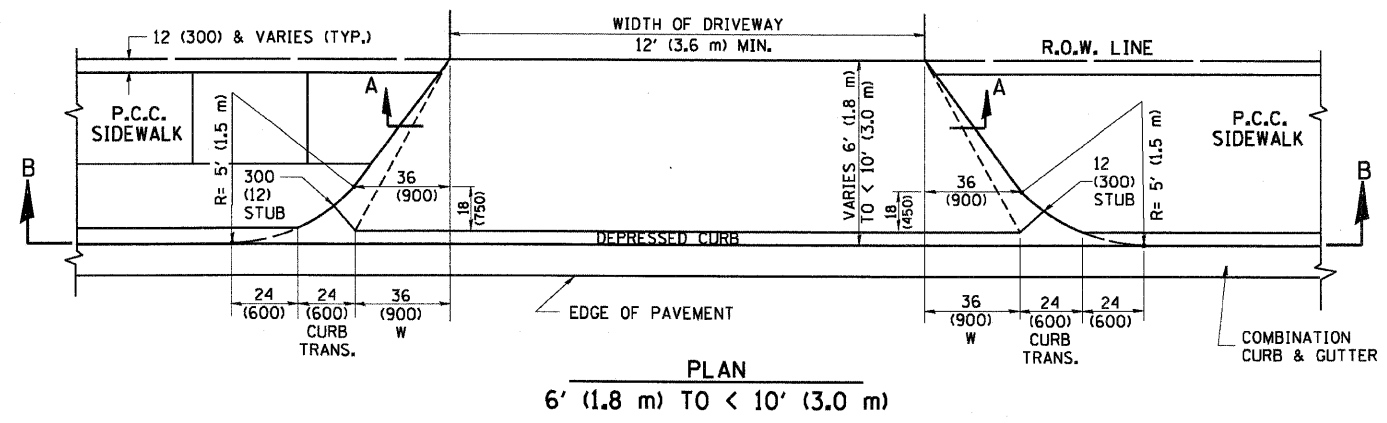 12 (300) & VARIES (TYP.)
WIDTH OF DRIVEWAY
12' (3.6 m) MIN.
R.O.W. LINE
A
A
P.C.C.
SIDEWALK
R= 5' (1.5 m)
300
(12)
STUB
36
(900)
18
(750)
VARIES 6' (1.8 m)
TO < 10' (3.0 m)
18
(450)
36
(900)
12
(300)
STUB
R= 5' (1.5 m)
P.C.C.
SIDEWALK
B
B
DEPRESSED CURB
24
(600)
24
(600)
CURB
TRANS.
36
(900)
W
EDGE OF PAVEMENT
36
(900)
W
24
(600)
CURB
TRANS.
24
(600)
COMBINATION
CURB & GUTTER
PLAN
6' (1.8 m) TO < 10' (3.0 m)